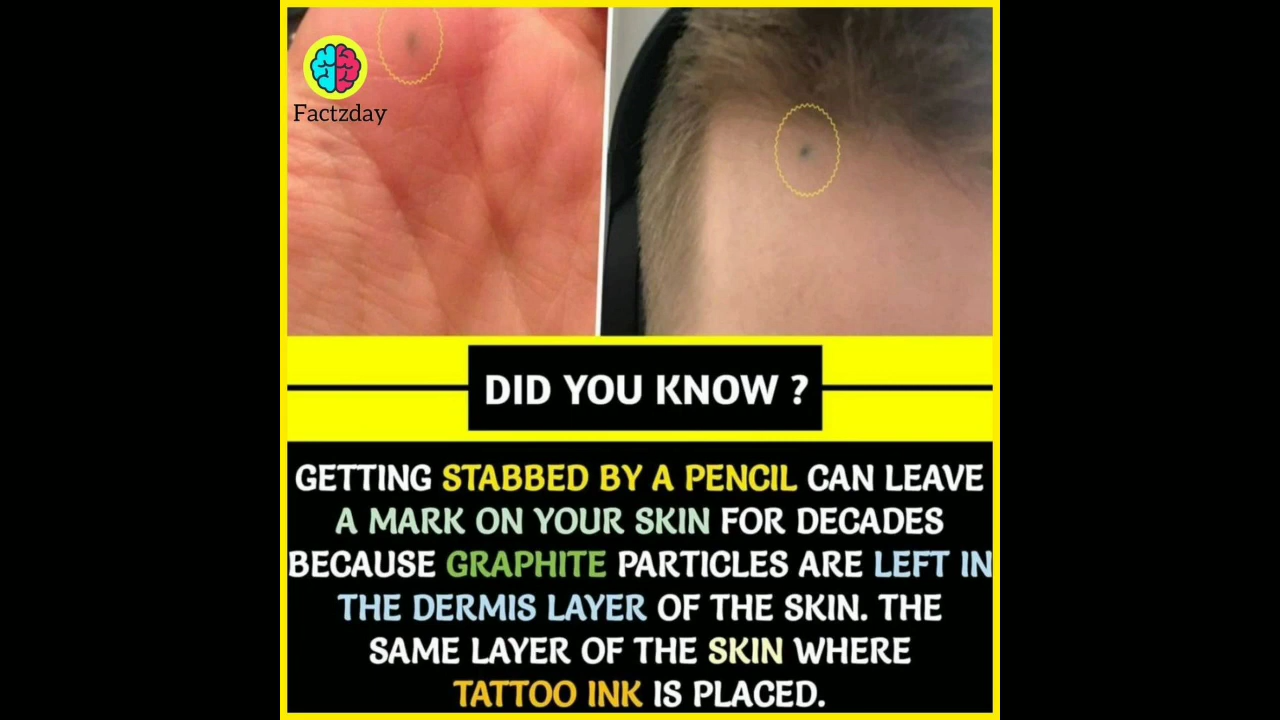 Factzday
DID YOU KNOW ?
GETTING STABBED BY A PENCIL CAN LEAVE
A MARK ON YOUR SKIN FOR DECADES
BECAUSE GRAPHITE PARTICLES ARE LEFT IN
THE DERMIS LAYER OF THE SKIN. THE
SAME LAYER OF THE SKIN WHERE
TATTOO INK IS PLACED.